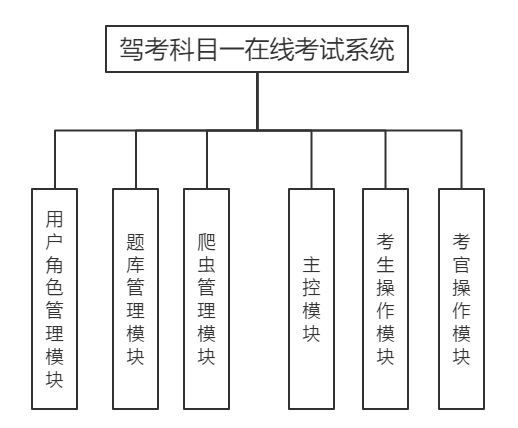 驾考科目一在线考试系统
用户角色管理模块
题库管理模块
爬虫管理模块
主控模块
考生操作模块
考官操作模块